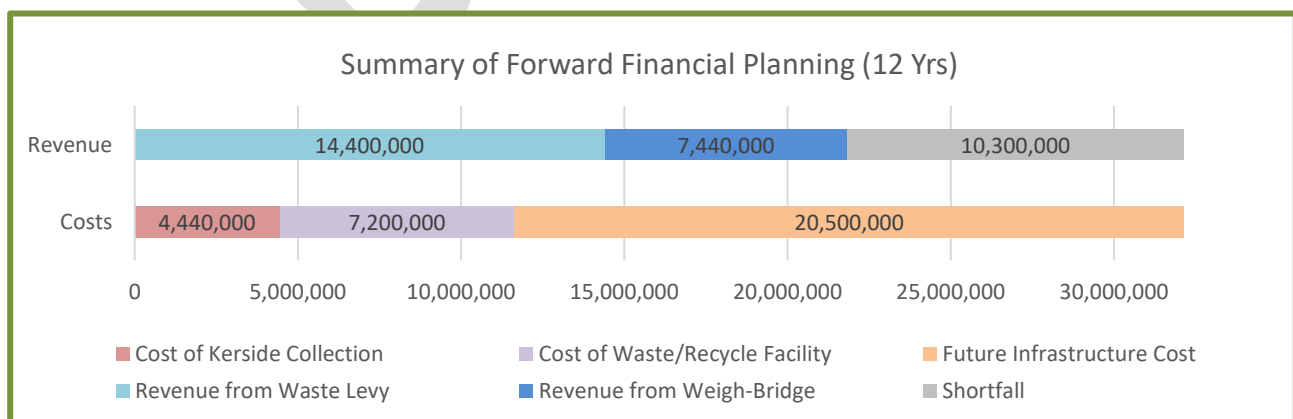 Summary of Forward Financial Planning (12 Yrs)
Revenue 14,400,000 7,440,000 10,300,000
Costs 4,440,000 7,200,000 20,500,000
0 5,000,000 10,000,000 15,000,000 20,000,000 25,000,000 30,000,000
Cost of Kerside Collection Cost of Waste/Recycle Facility Future Infrastructure Cost
Revenue from Waste Levy Revenue from Weigh-Bridge Shortfall